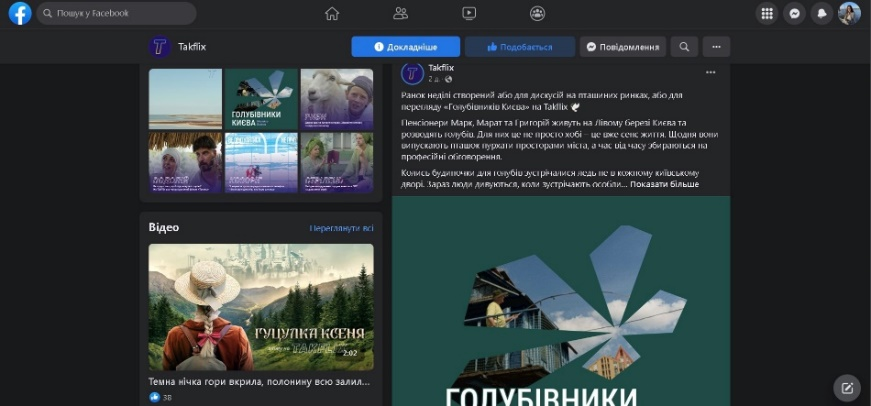 Пошук у Facebook
Takflix
Докладніше
Подобається
Повідомлення
ГОЛУБІВНИКИ
КИЄВА
Відео
Переглянути всі
ГУЦУЛКА КСЕНЯ
TAKFLIX
2:02
Темна нічка гори вкрила, полонину всю залил...
38
Takflix
2 д.
Ранок неділі створений або для дискусій на пташиних ринках, або для
перегляду «Голубівників Києва» на Takflix
Пенсіонери Марк, Марат та Григорій живуть на Лівому березі Києва та
розводять голубів. Для них це не просто хобі – це вже сенс життя. Щодня вони
випускають пташок пурхати просторами міста, а час від часу збираються на
професійні обговорення.
Колись будиночки для голубів зустрічалися ледь не в кожному київському
дворі. Зараз люди дивуються, коли зустрічають особли... Показати більше
ГОЛУБІВНИКИ